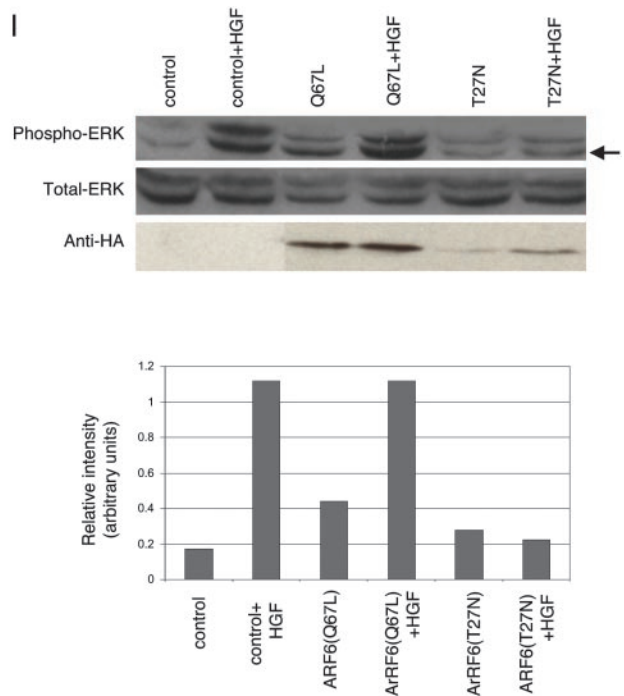 I
control
control+HGF
Q67L
Q67L+HGF
T27N
T27N+HGF
Phospho-ERK
Total-ERK
Anti-HA
Relative intensity
(arbitrary units)
1.2
1
0.8
0.6
0.4
0.2
0
control
control+
HGF
ARF6(Q67L)
ArRF6(Q67L)
+HGF
ArRF6(T27N)
ARF6(T27N)
+HGF